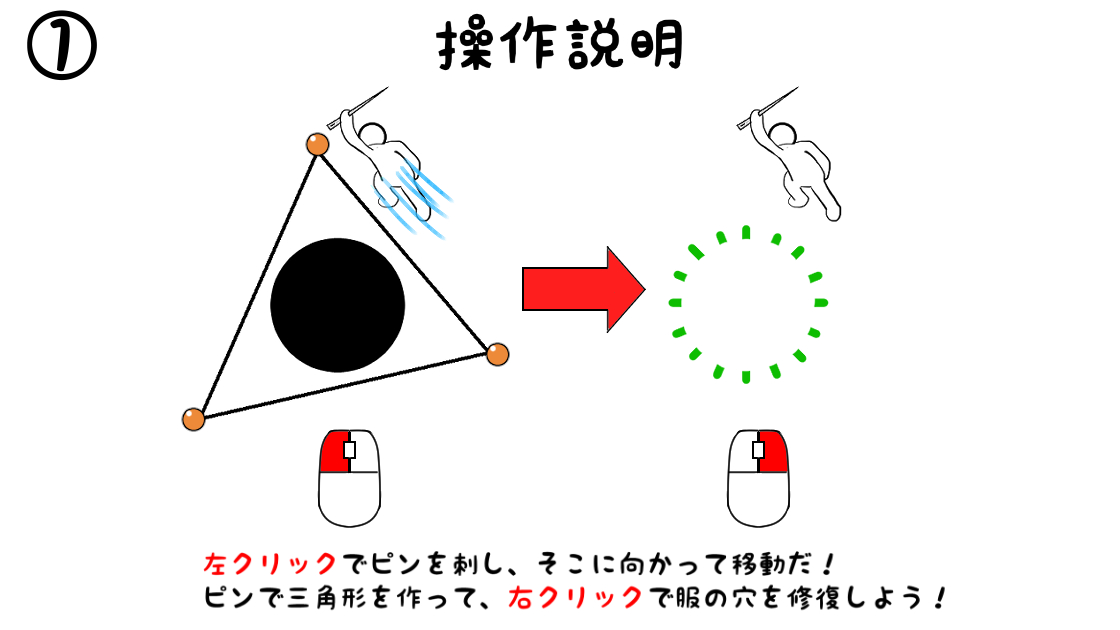 ①
操作説明
左クリックでピンを刺し、そこに向かって移動だ！
ピンで三角形を作って、右クリックで服の穴を修復しよう！